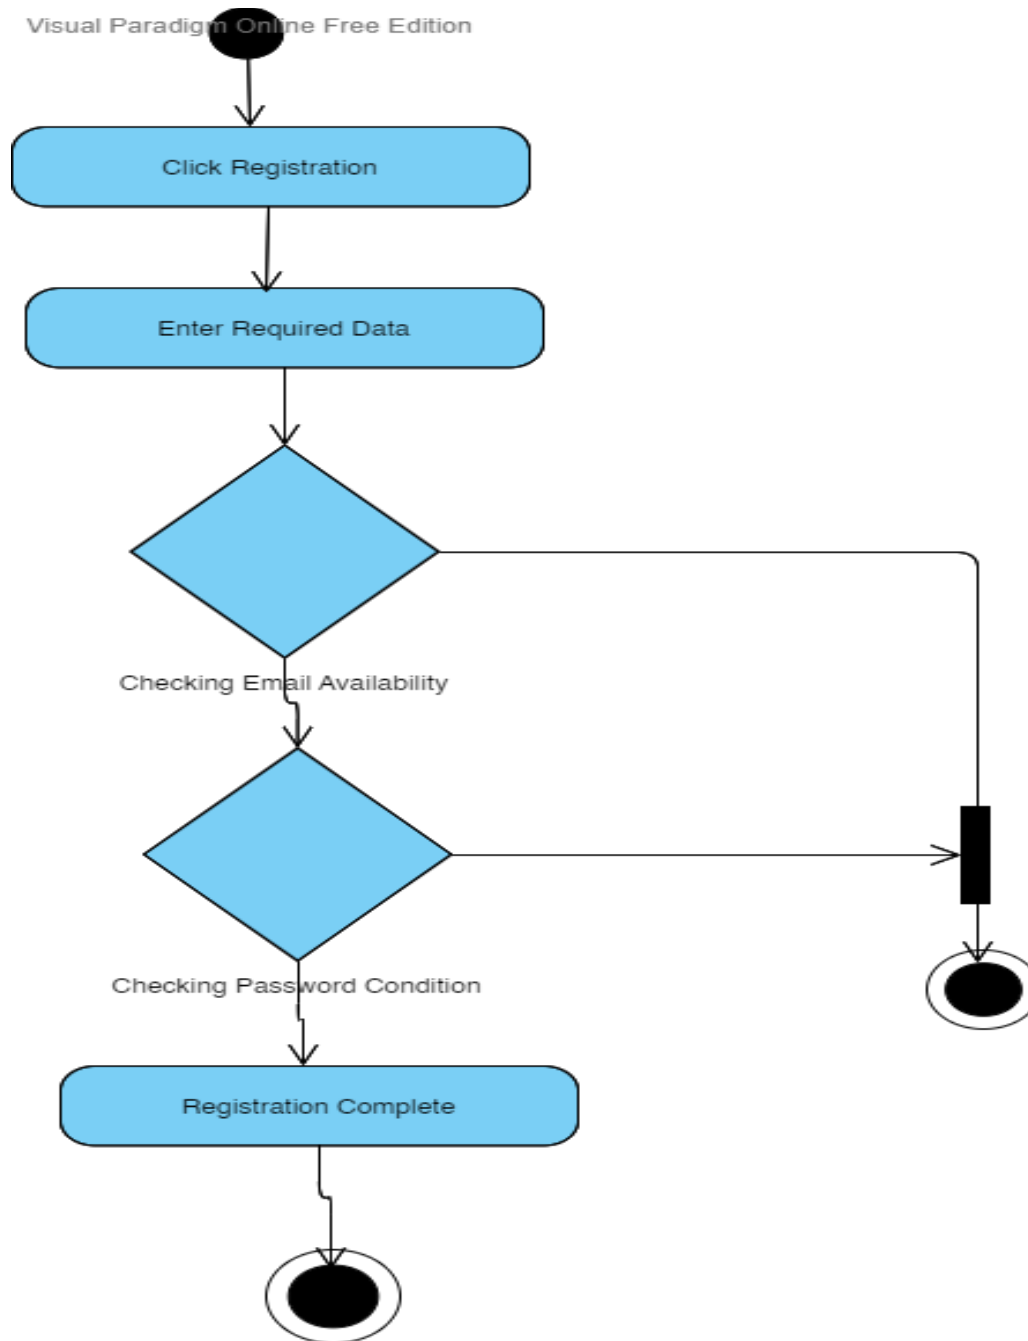 Visual Paradigm Online Free Edition
Click Registration
Enter Required Data
Checking Email Availability
Checking Password Condition
Registration Complete